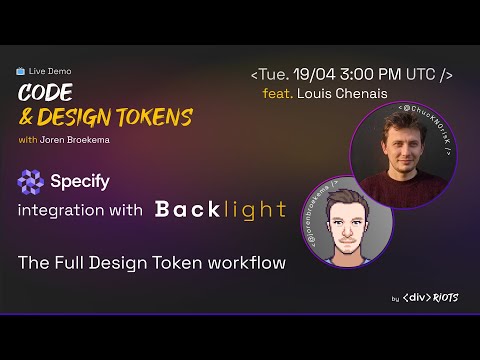 Live Demo
CODE
& DESIGN TOKENS
with Joren Broekema
<Tue. 19/04 3:00 PM UTC />
feat. Louis Chenais
<@ChucKN0risK />
Specify
integration with Backlight
<@jorenbroekema />
The Full Design Token workflow
by <div> RIOTS